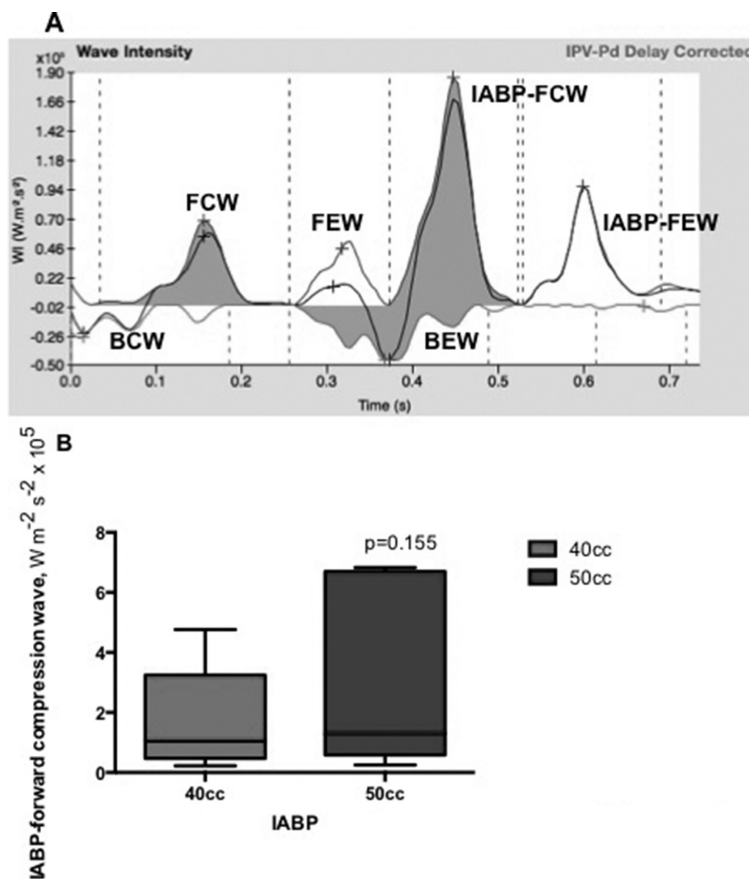 A
x10⁵ Wave Intensity IPV-Pd Delay Corrected
1.90
1.66
1.42
1.18
0.94
0.70
0.46
0.22
-0.02
-0.26
-0.50
WI (W.m².s²)
IABP-FCW
FCW
FEW
IABP-FEW
BCW
BEW
0.0 0.1 0.2 0.3 0.4 0.5 0.6 0.7
Time (s)
B
IABP-forward compression wave, W m⁻² s⁻² x 10⁵
8
6
4
2
0
p=0.155
40cc
50cc
40cc 50cc
IABP